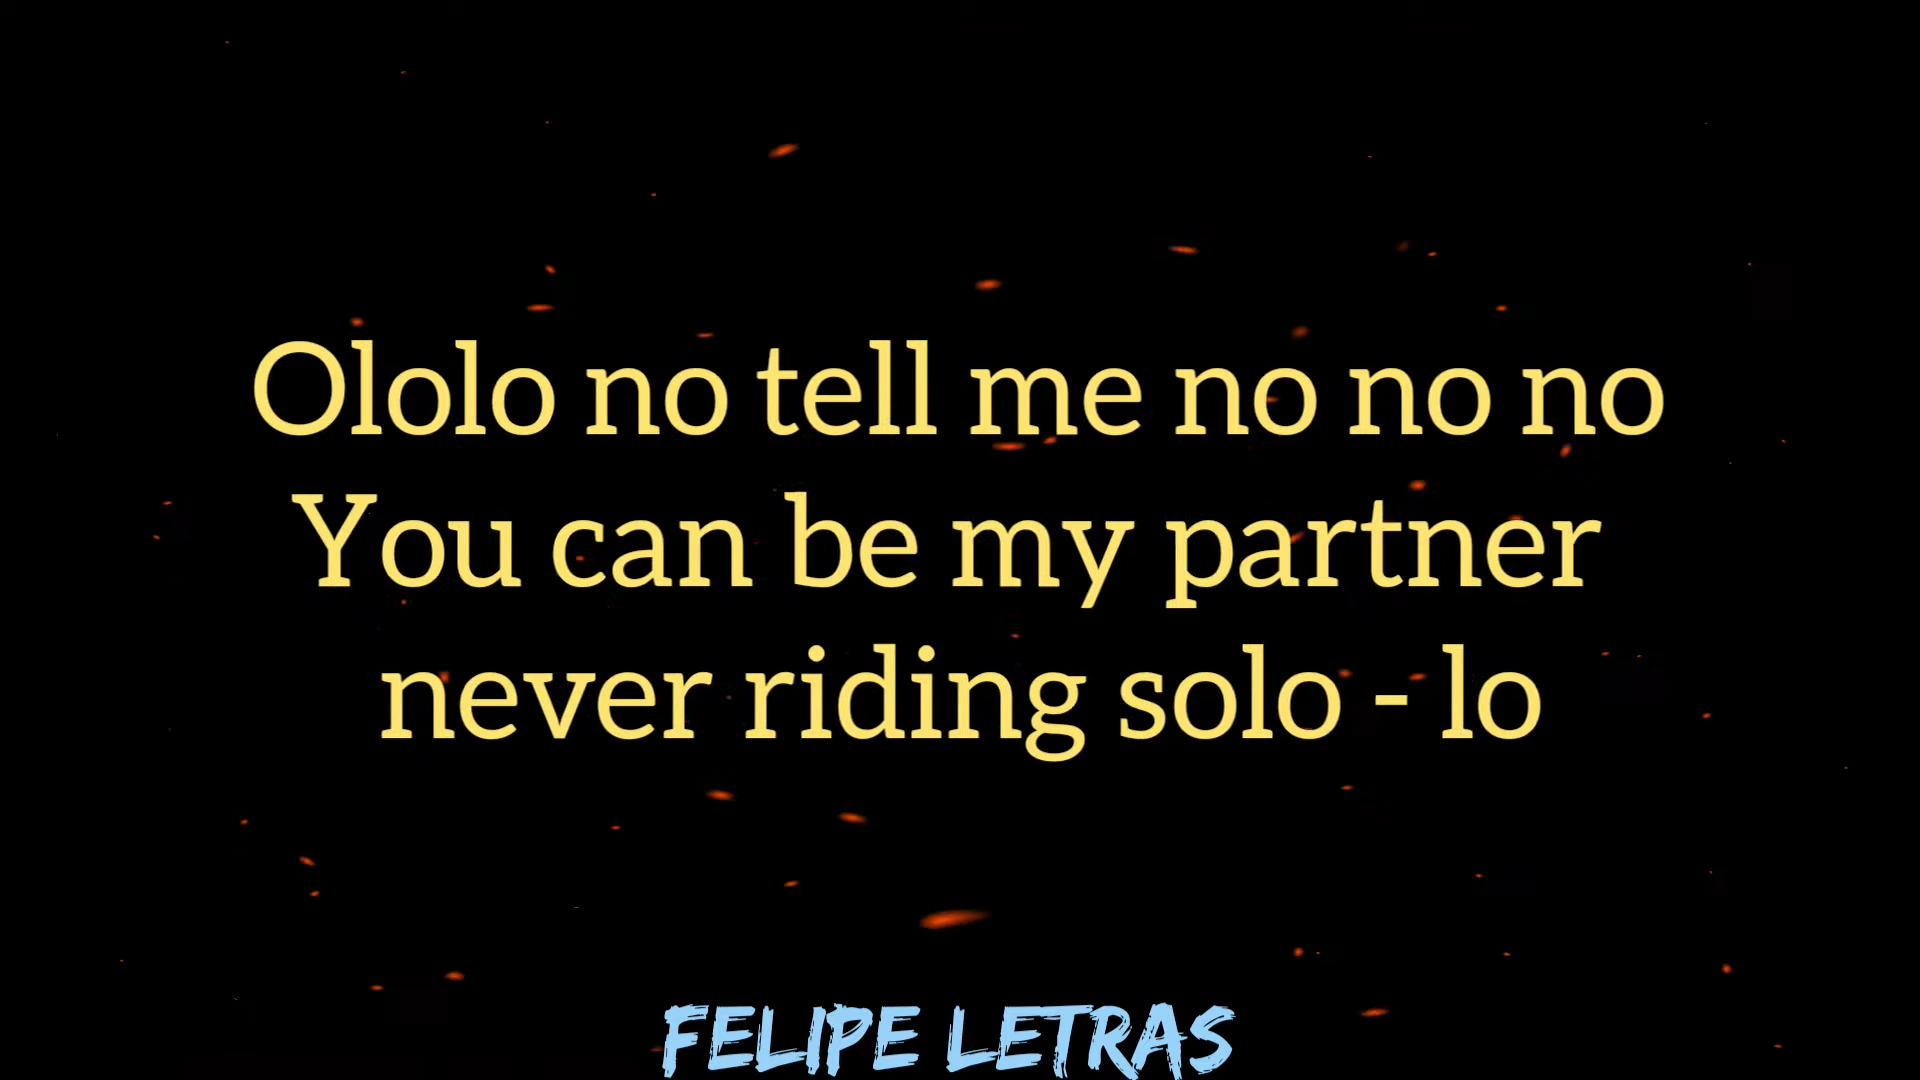 Ololo no tell me no no no
You can be my partner
never riding solo - lo
FELIPE LETRAS